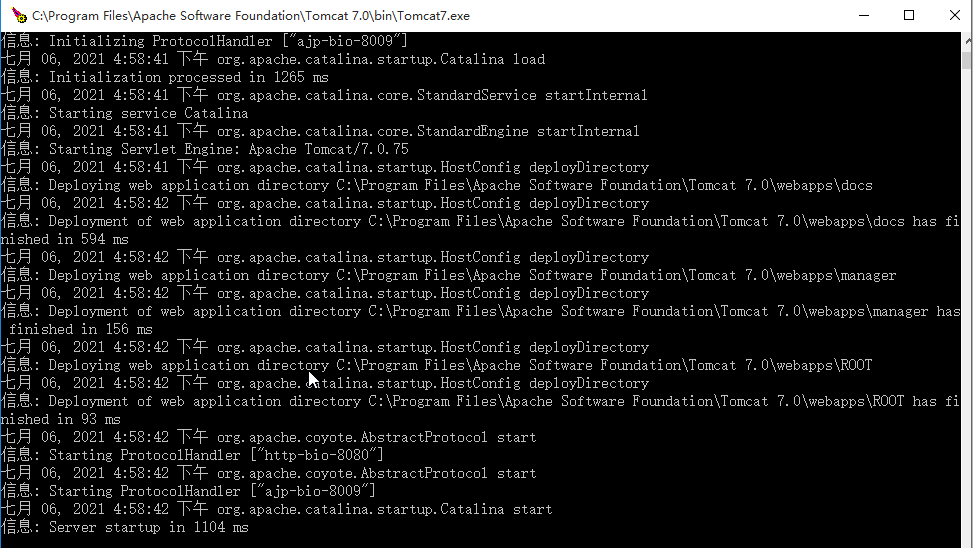 C:\Program Files\Apache Software Foundation\Tomcat 7.0\bin\Tomcat7.exe
信息: Initializing ProtocolHandler ["ajp-bio-8009"]
七月 06, 2021 4:58:41 下午 org.apache.catalina.startup.Catalina load
信息: Initialization processed in 1265 ms
七月 06, 2021 4:58:41 下午 org.apache.catalina.core.StandardService startInternal
信息: Starting service Catalina
七月 06, 2021 4:58:41 下午 org.apache.catalina.core.StandardEngine startInternal
信息: Starting Servlet Engine: Apache Tomcat/7.0.75
七月 06, 2021 4:58:41 下午 org.apache.catalina.startup.HostConfig deployDirectory
信息: Deploying web application directory C:\Program Files\Apache Software Foundation\Tomcat 7.0\webapps\docs
七月 06, 2021 4:58:42 下午 org.apache.catalina.startup.HostConfig deployDirectory
信息: Deployment of web application directory C:\Program Files\Apache Software Foundation\Tomcat 7.0\webapps\docs has fi
nished in 594 ms
七月 06, 2021 4:58:42 下午 org.apache.catalina.startup.HostConfig deployDirectory
信息: Deploying web application directory C:\Program Files\Apache Software Foundation\Tomcat 7.0\webapps\manager
七月 06, 2021 4:58:42 下午 org.apache.catalina.startup.HostConfig deployDirectory
信息: Deployment of web application directory C:\Program Files\Apache Software Foundation\Tomcat 7.0\webapps\manager has
 finished in 156 ms
七月 06, 2021 4:58:42 下午 org.apache.catalina.startup.HostConfig deployDirectory
信息: Deploying web application directory C:\Program Files\Apache Software Foundation\Tomcat 7.0\webapps\ROOT
七月 06, 2021 4:58:42 下午 org.apache.catalina.startup.HostConfig deployDirectory
信息: Deployment of web application directory C:\Program Files\Apache Software Foundation\Tomcat 7.0\webapps\ROOT has fi
nished in 93 ms
七月 06, 2021 4:58:42 下午 org.apache.coyote.AbstractProtocol start
信息: Starting ProtocolHandler ["http-bio-8080"]
七月 06, 2021 4:58:42 下午 org.apache.coyote.AbstractProtocol start
信息: Starting ProtocolHandler ["ajp-bio-8009"]
七月 06, 2021 4:58:42 下午 org.apache.catalina.startup.Catalina start
信息: Server startup in 1104 ms